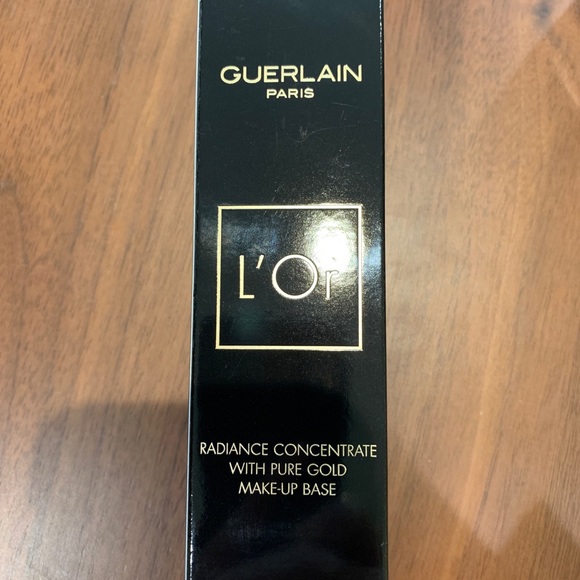 GUERLAIN
PARIS
L'Or
RADIANCE CONCENTRATE
WITH PURE GOLD
MAKE-UP BASE